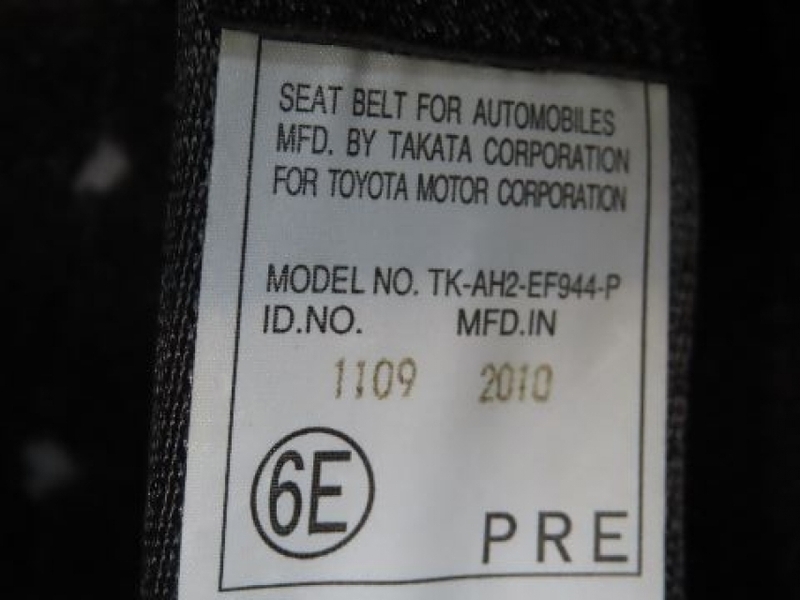 SEAT BELT FOR AUTOMOBILES
MFD. BY TAKATA CORPORATION
FOR TOYOTA MOTOR CORPORATION
MODEL NO. TK-AH2-EF944-P
ID.NO. MFD.IN
1109 2010
6E
PRE